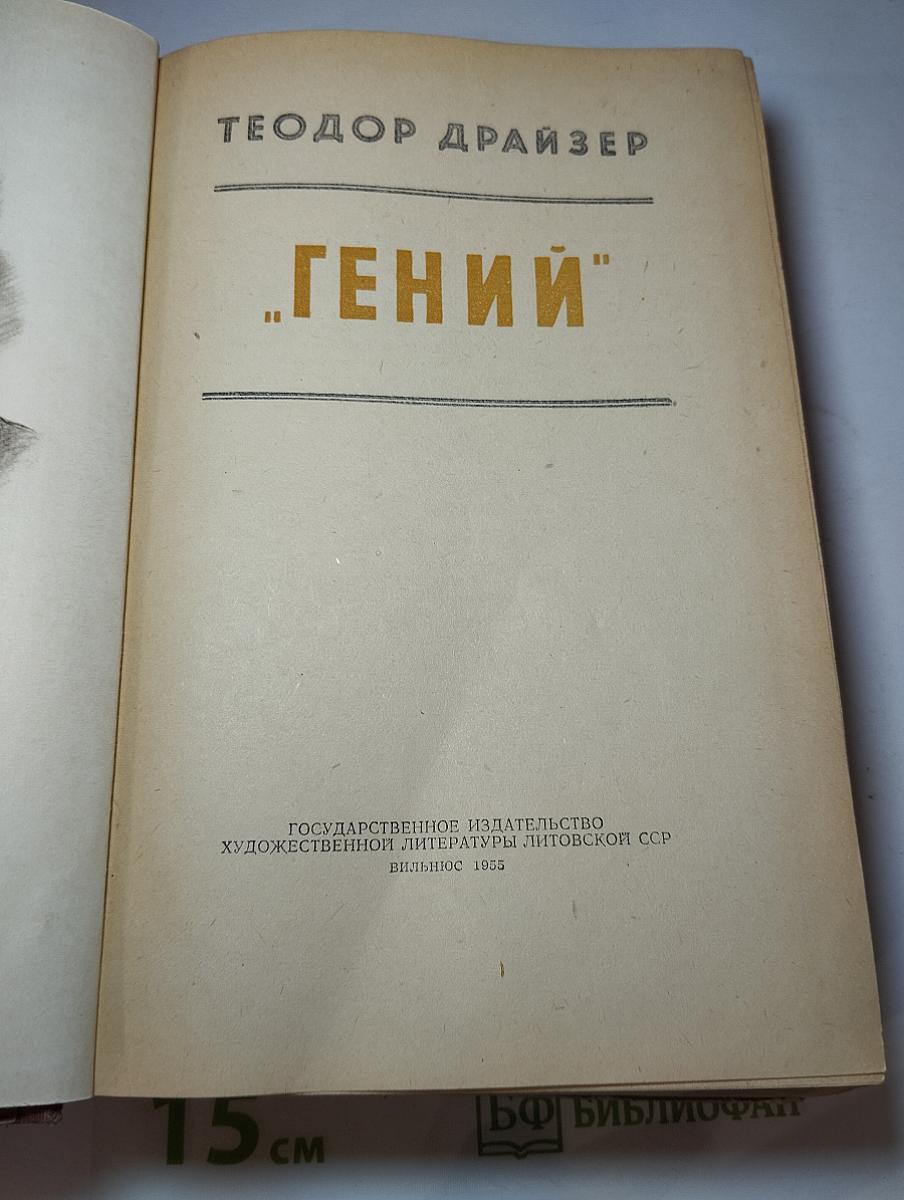 ТЕОДОР ДРАЙЗЕР
„ГЕНИЙ"
ГОСУДАРСТВЕННОЕ ИЗДАТЕЛЬСТВО
ХУДОЖЕСТВЕННОЙ ЛИТЕРАТУРЫ ЛИТОВСКОЙ ССР
ВИЛЬНЮС 1955
15 см
БФ БИБЛИОФАН